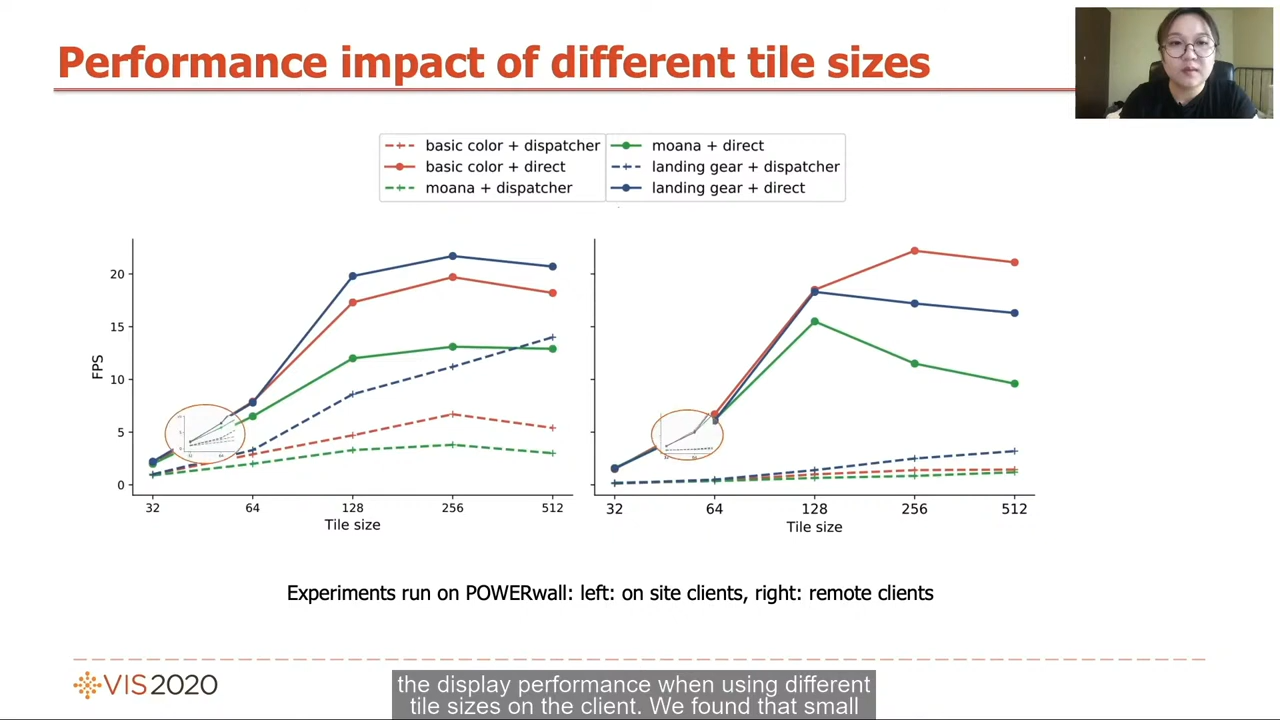 Performance impact of different tile sizes
basic color + dispatcher
basic color + direct
moana + dispatcher
moana + direct
landing gear + dispatcher
landing gear + direct
FPS
20
15
10
5
0
32 64 128 256 512
Tile size
32 64 128 256 512
Tile size
Experiments run on POWERwall: left: on site clients, right: remote clients
VIS2020
the display performance when using different
tile sizes on the client. We found that small